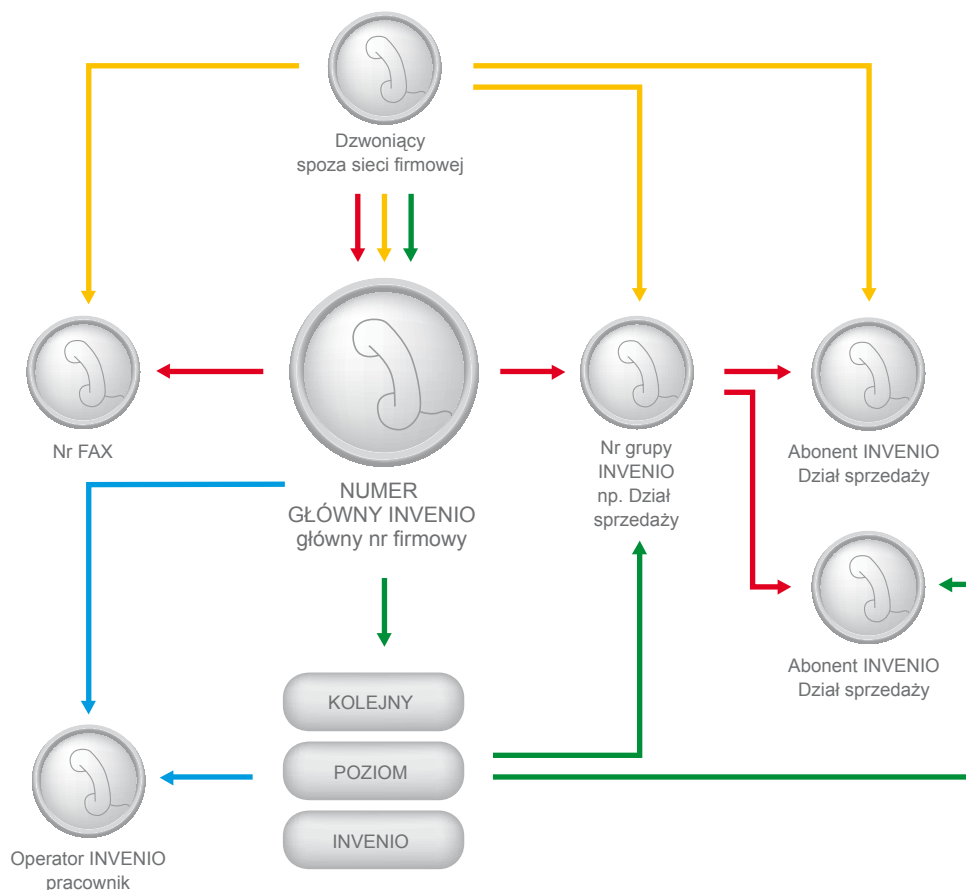 Dzwoniący
spoza sieci firmowej
Nr FAX
NUMER
GŁÓWNY INVENIO
główny nr firmowy
Nr grupy
INVENIO
np. Dział
sprzedaży
Abonent INVENIO
Dział sprzedaży
Abonent INVENIO
Dział sprzedaży
KOLEJNY
POZIOM
INVENIO
Operator INVENIO
pracownik